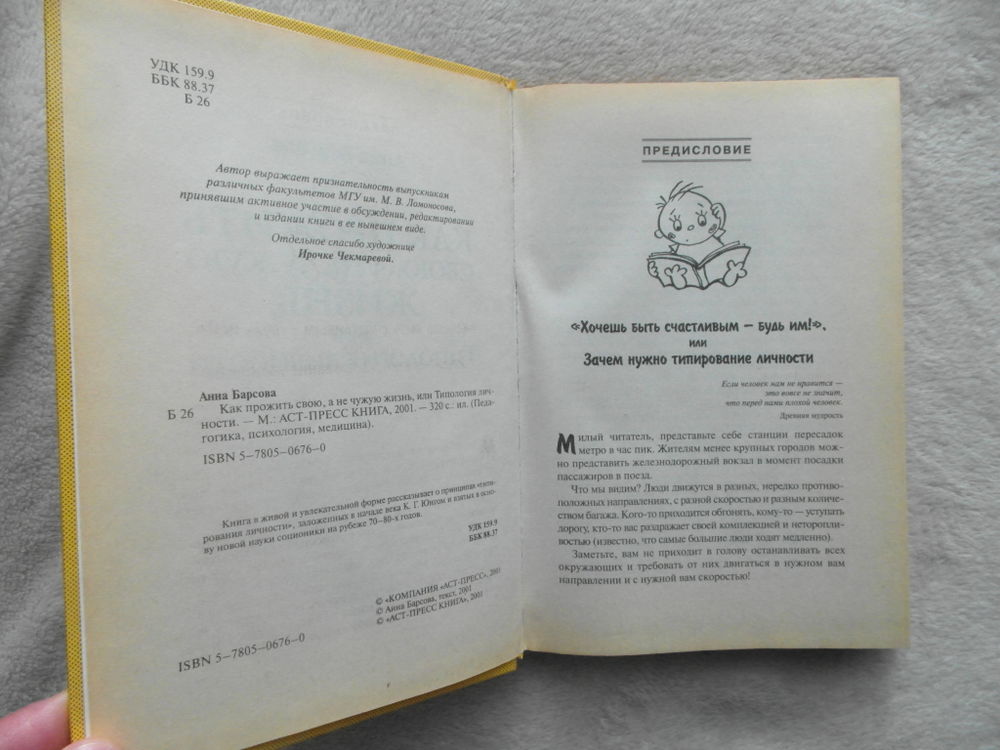 УДК 159.9
ББК 88.37
Б 26
Автор выражает признательность выпускникам
различных факультетов МГУ им. М. В. Ломоносова,
принявшим активное участие в обсуждении, редактировании
и издании книги в ее нынешнем виде.
Отдельное спасибо художнице
Ирочке Чекмаревой.
Анна Барсова
Б 26 Как прожить свою, а не чужую жизнь, или Типология лич-
ности. — М.: АСТ-ПРЕСС КНИГА, 2001. — 320 с.: ил. (Педа-
гогика, психология, медицина).
ISBN 5-7805-0676-0
Книга в живой и увлекательной форме рассказывает о принципах «типи-
рования личности», заложенных в начале века К. Г. Юнгом и взятых в осно-
ву новой науки соционики на рубеже 70—80-х годов.
УДК 159.9
ББК 88.37
© «КОМПАНИЯ «АСТ-ПРЕСС», 2001
© Анна Барсова, текст, 2001
© «АСТ-ПРЕСС КНИГА», 2001
ISBN 5-7805-0676-0
ПРЕДИСЛОВИЕ
«Хочешь быть счастливым — будь им!»,
или
Зачем нужно типирование личности
Если человек нам не нравится —
это вовсе не значит,
что перед нами плохой человек.
Древняя мудрость
Милый читатель, представьте себе станции пересадок
метро в час пик. Жителям менее крупных городов мож-
но представить железнодорожный вокзал в момент посадки
пассажиров в поезд.
Что мы видим? Люди движутся в разных, нередко противо-
положных направлениях, с разной скоростью и разным количе-
ством багажа. Кого-то приходится обгонять, кому-то — уступать
дорогу, кто-то вас раздражает своей комплекцией и неторопли-
востью (известно, что самые большие люди ходят медленно).
Заметьте, вам не приходит в голову останавливать всех
окружающих и требовать от них двигаться в нужном вам
направлении и с нужной вам скоростью!